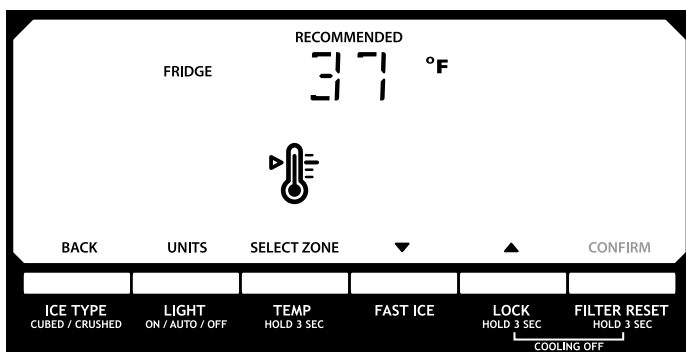 RECOMMENDED
FRIDGE 37 °F
BACK UNITS SELECT ZONE ▼ ▲ CONFIRM
ICE TYPE LIGHT TEMP FAST ICE LOCK FILTER RESET
CUBED / CRUSHED ON / AUTO / OFF HOLD 3 SEC HOLD 3 SEC HOLD 3 SEC
COOLING OFF